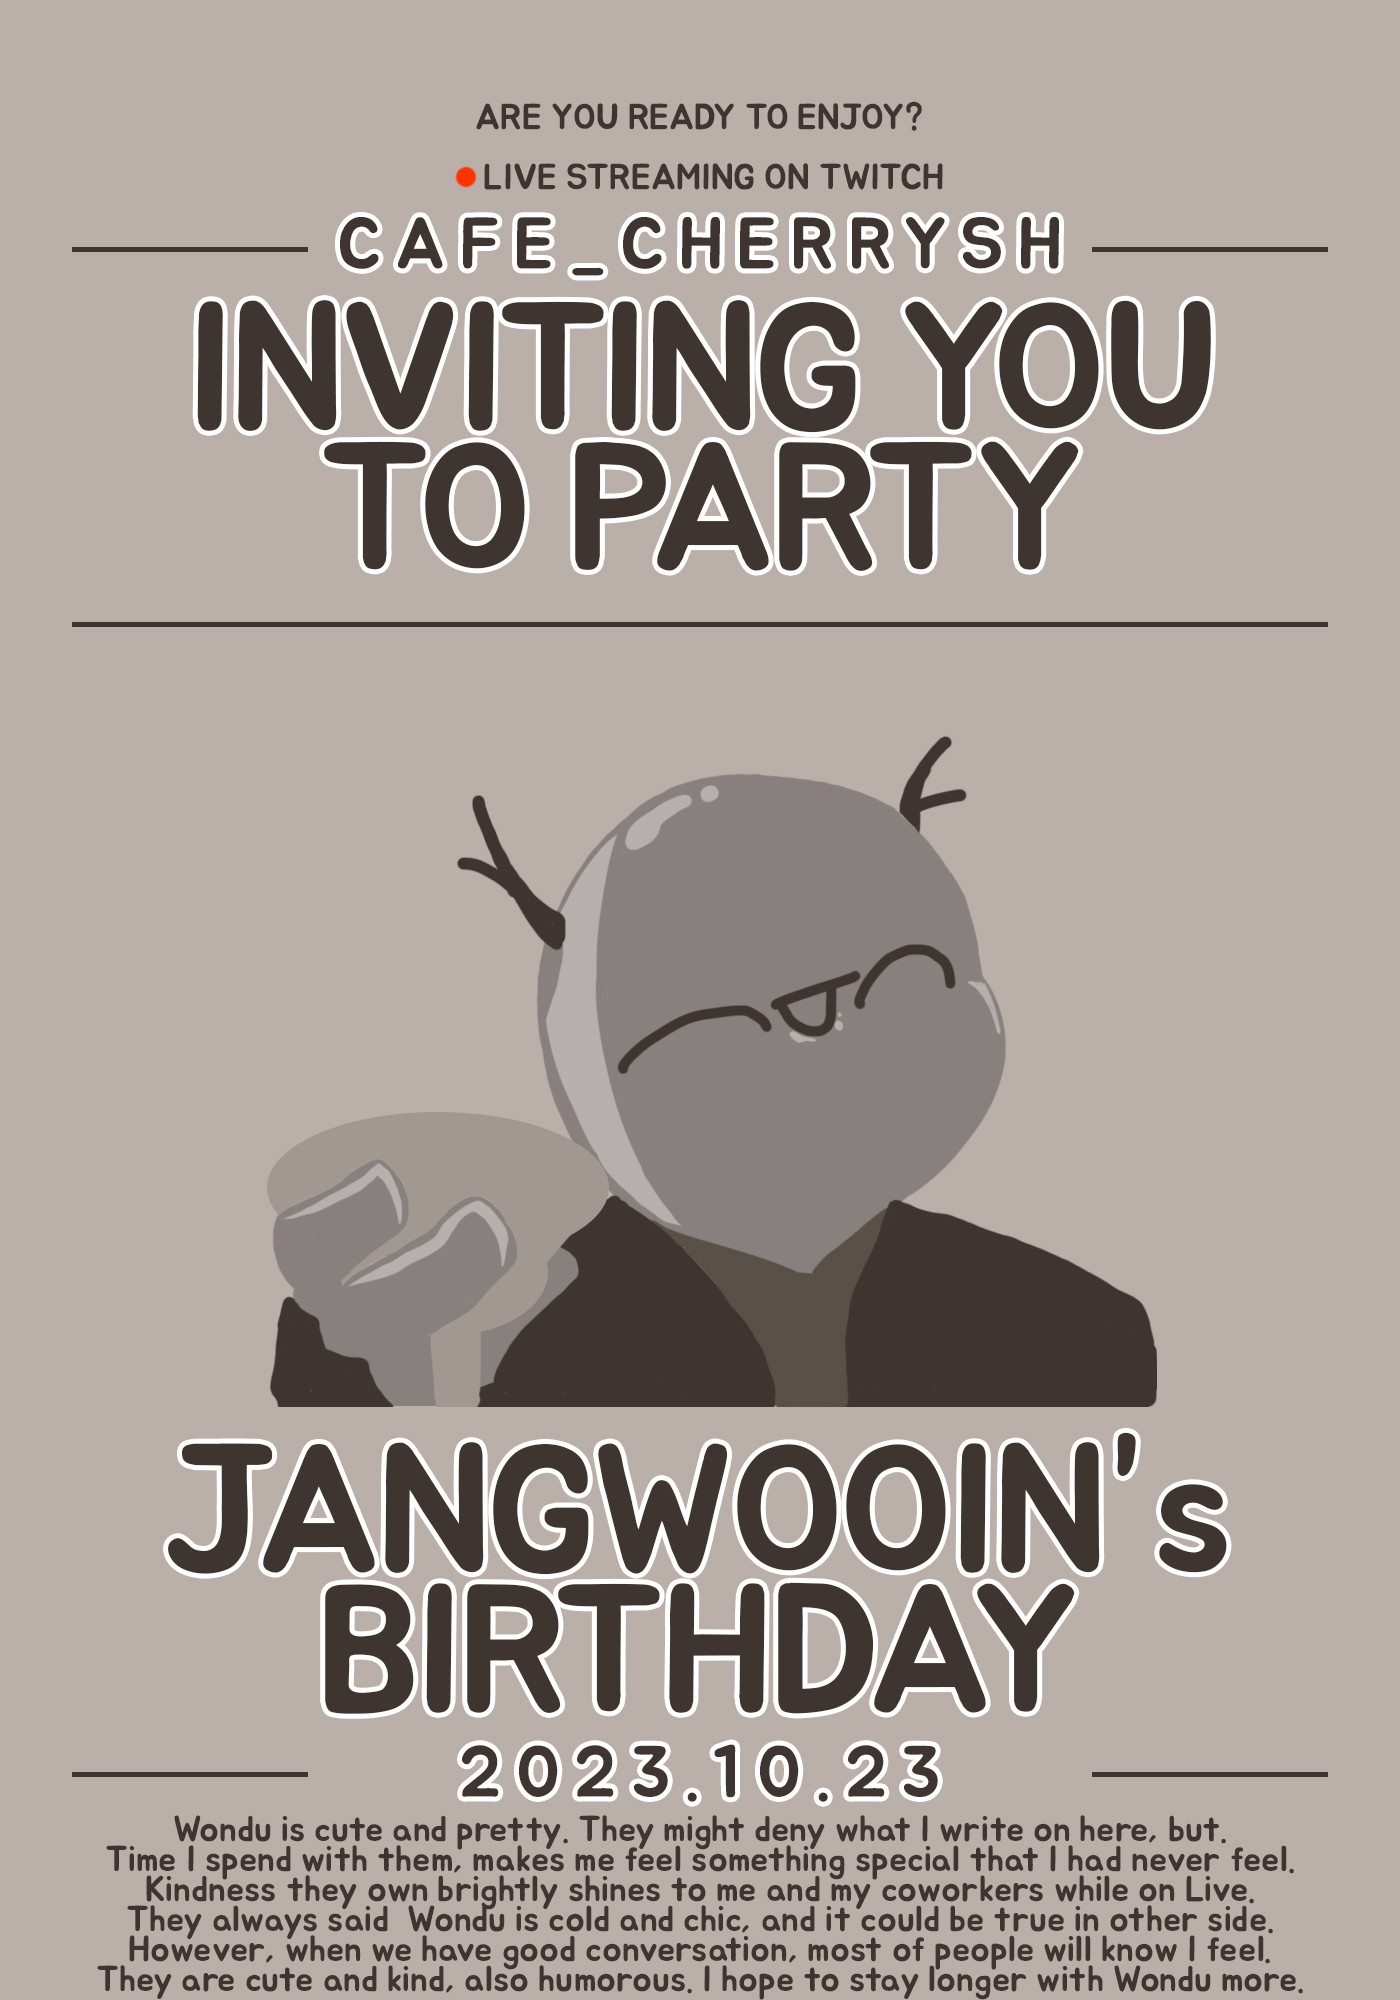 ARE YOU READY TO ENJOY?
LIVE STREAMING ON TWITCH
CAFE_CHERRYSH
INVITING YOU
TO PARTY
JANGWOOIN's
BIRTHDAY
2023.10.23
Wondu is cute and pretty. They might deny what I write on here, but.
Time I spend with them, makes me feel something special that I had never feel.
Kindness they own brightly shines to me and my coworkers while on Live.
They always said  Wondu is cold and chic, and it could be true in other side.
However, when we have good conversation, most of people will know I feel.
They are cute and kind, also humorous. I hope to stay longer with Wondu more.